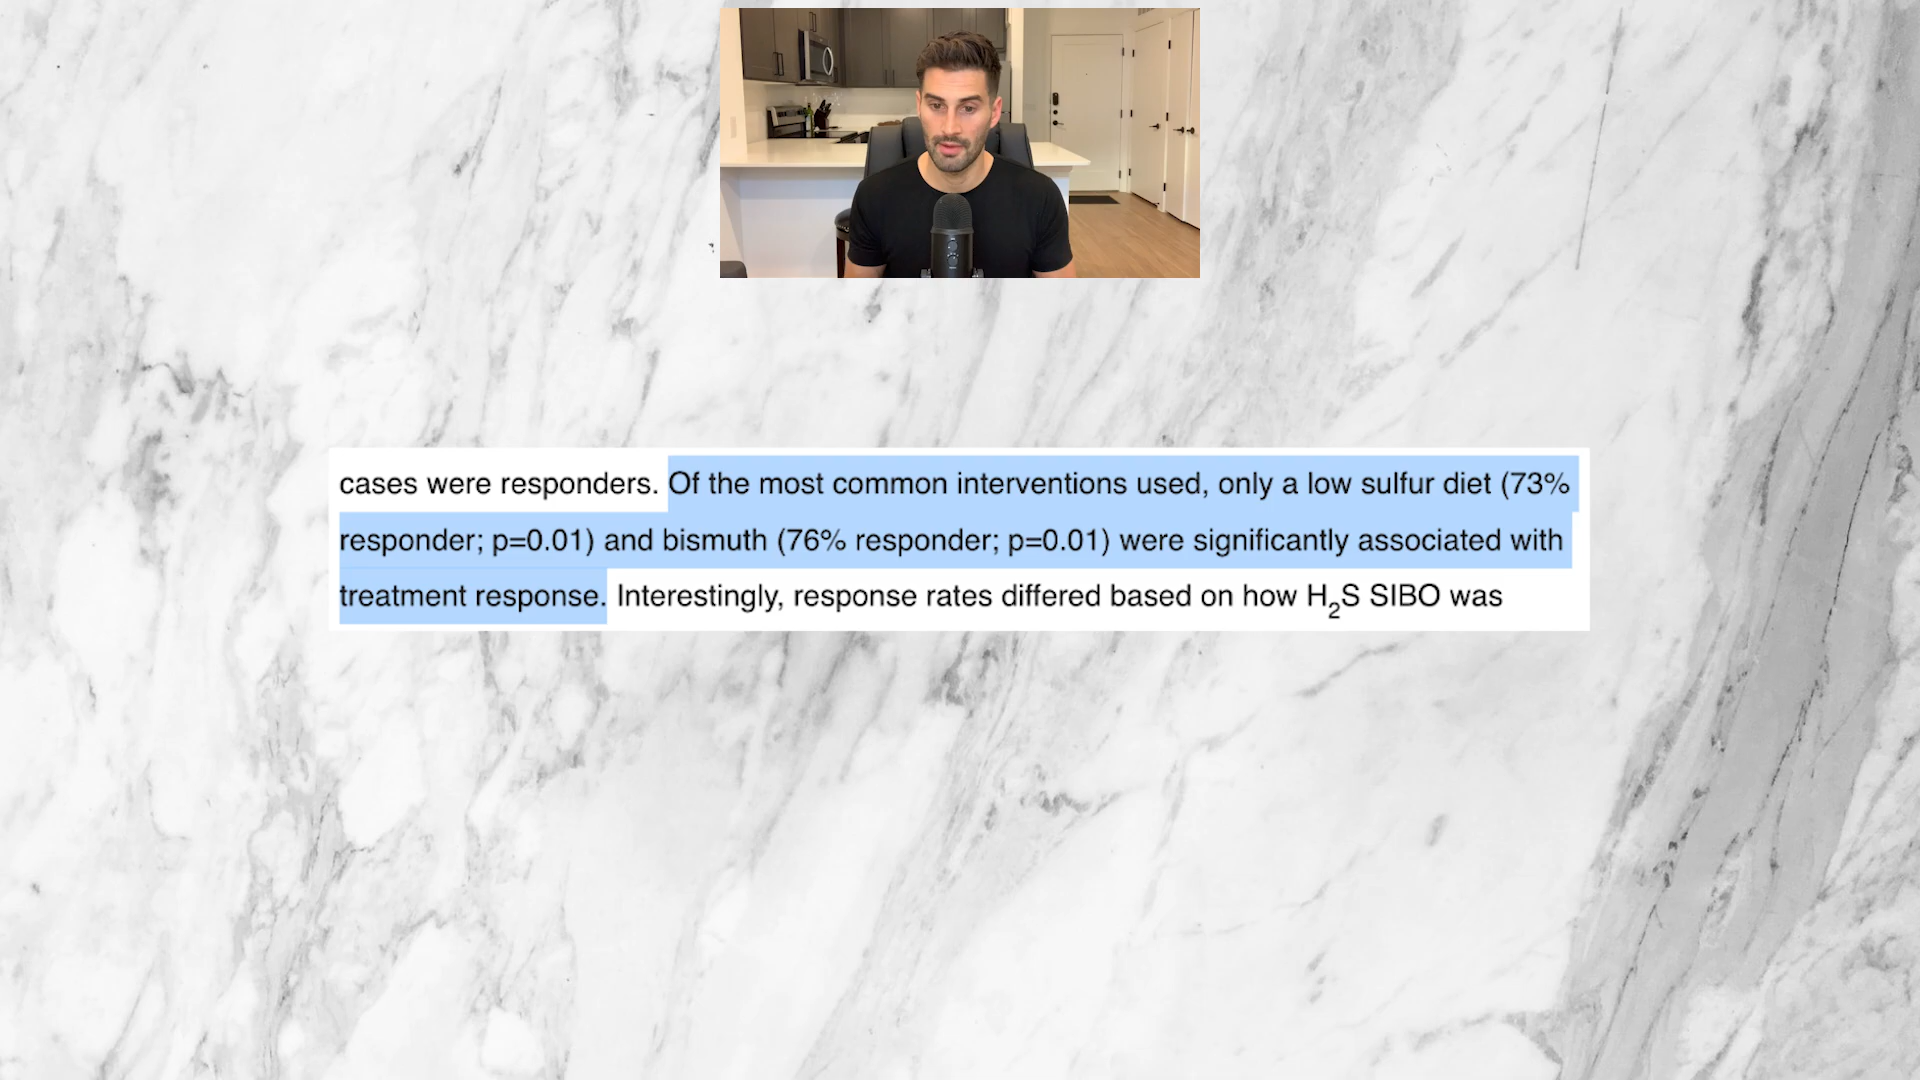 cases were responders. Of the most common interventions used, only a low sulfur diet (73%
responder; p=0.01) and bismuth (76% responder; p=0.01) were significantly associated with
treatment response. Interestingly, response rates differed based on how H₂S SIBO was